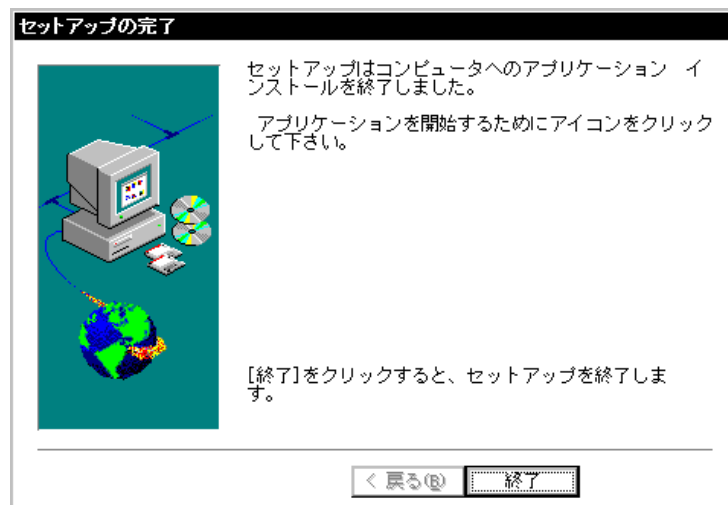 セットアップの完了
セットアップはコンピュータへのアプリケーション　イ
ンストールを終了しました。
アプリケーションを開始するためにアイコンをクリック
して下さい。
[終了]をクリックすると、セットアップを終了しま
す。
< 戻る(B)
終了